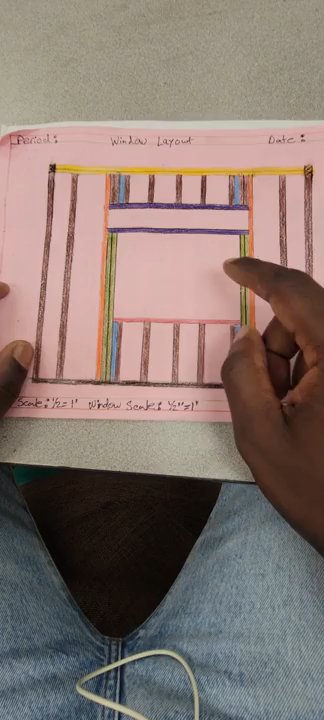 Period: Window Layout Date:
Scale: 1/2 = 1' Window Scale: 1/2" = 1'